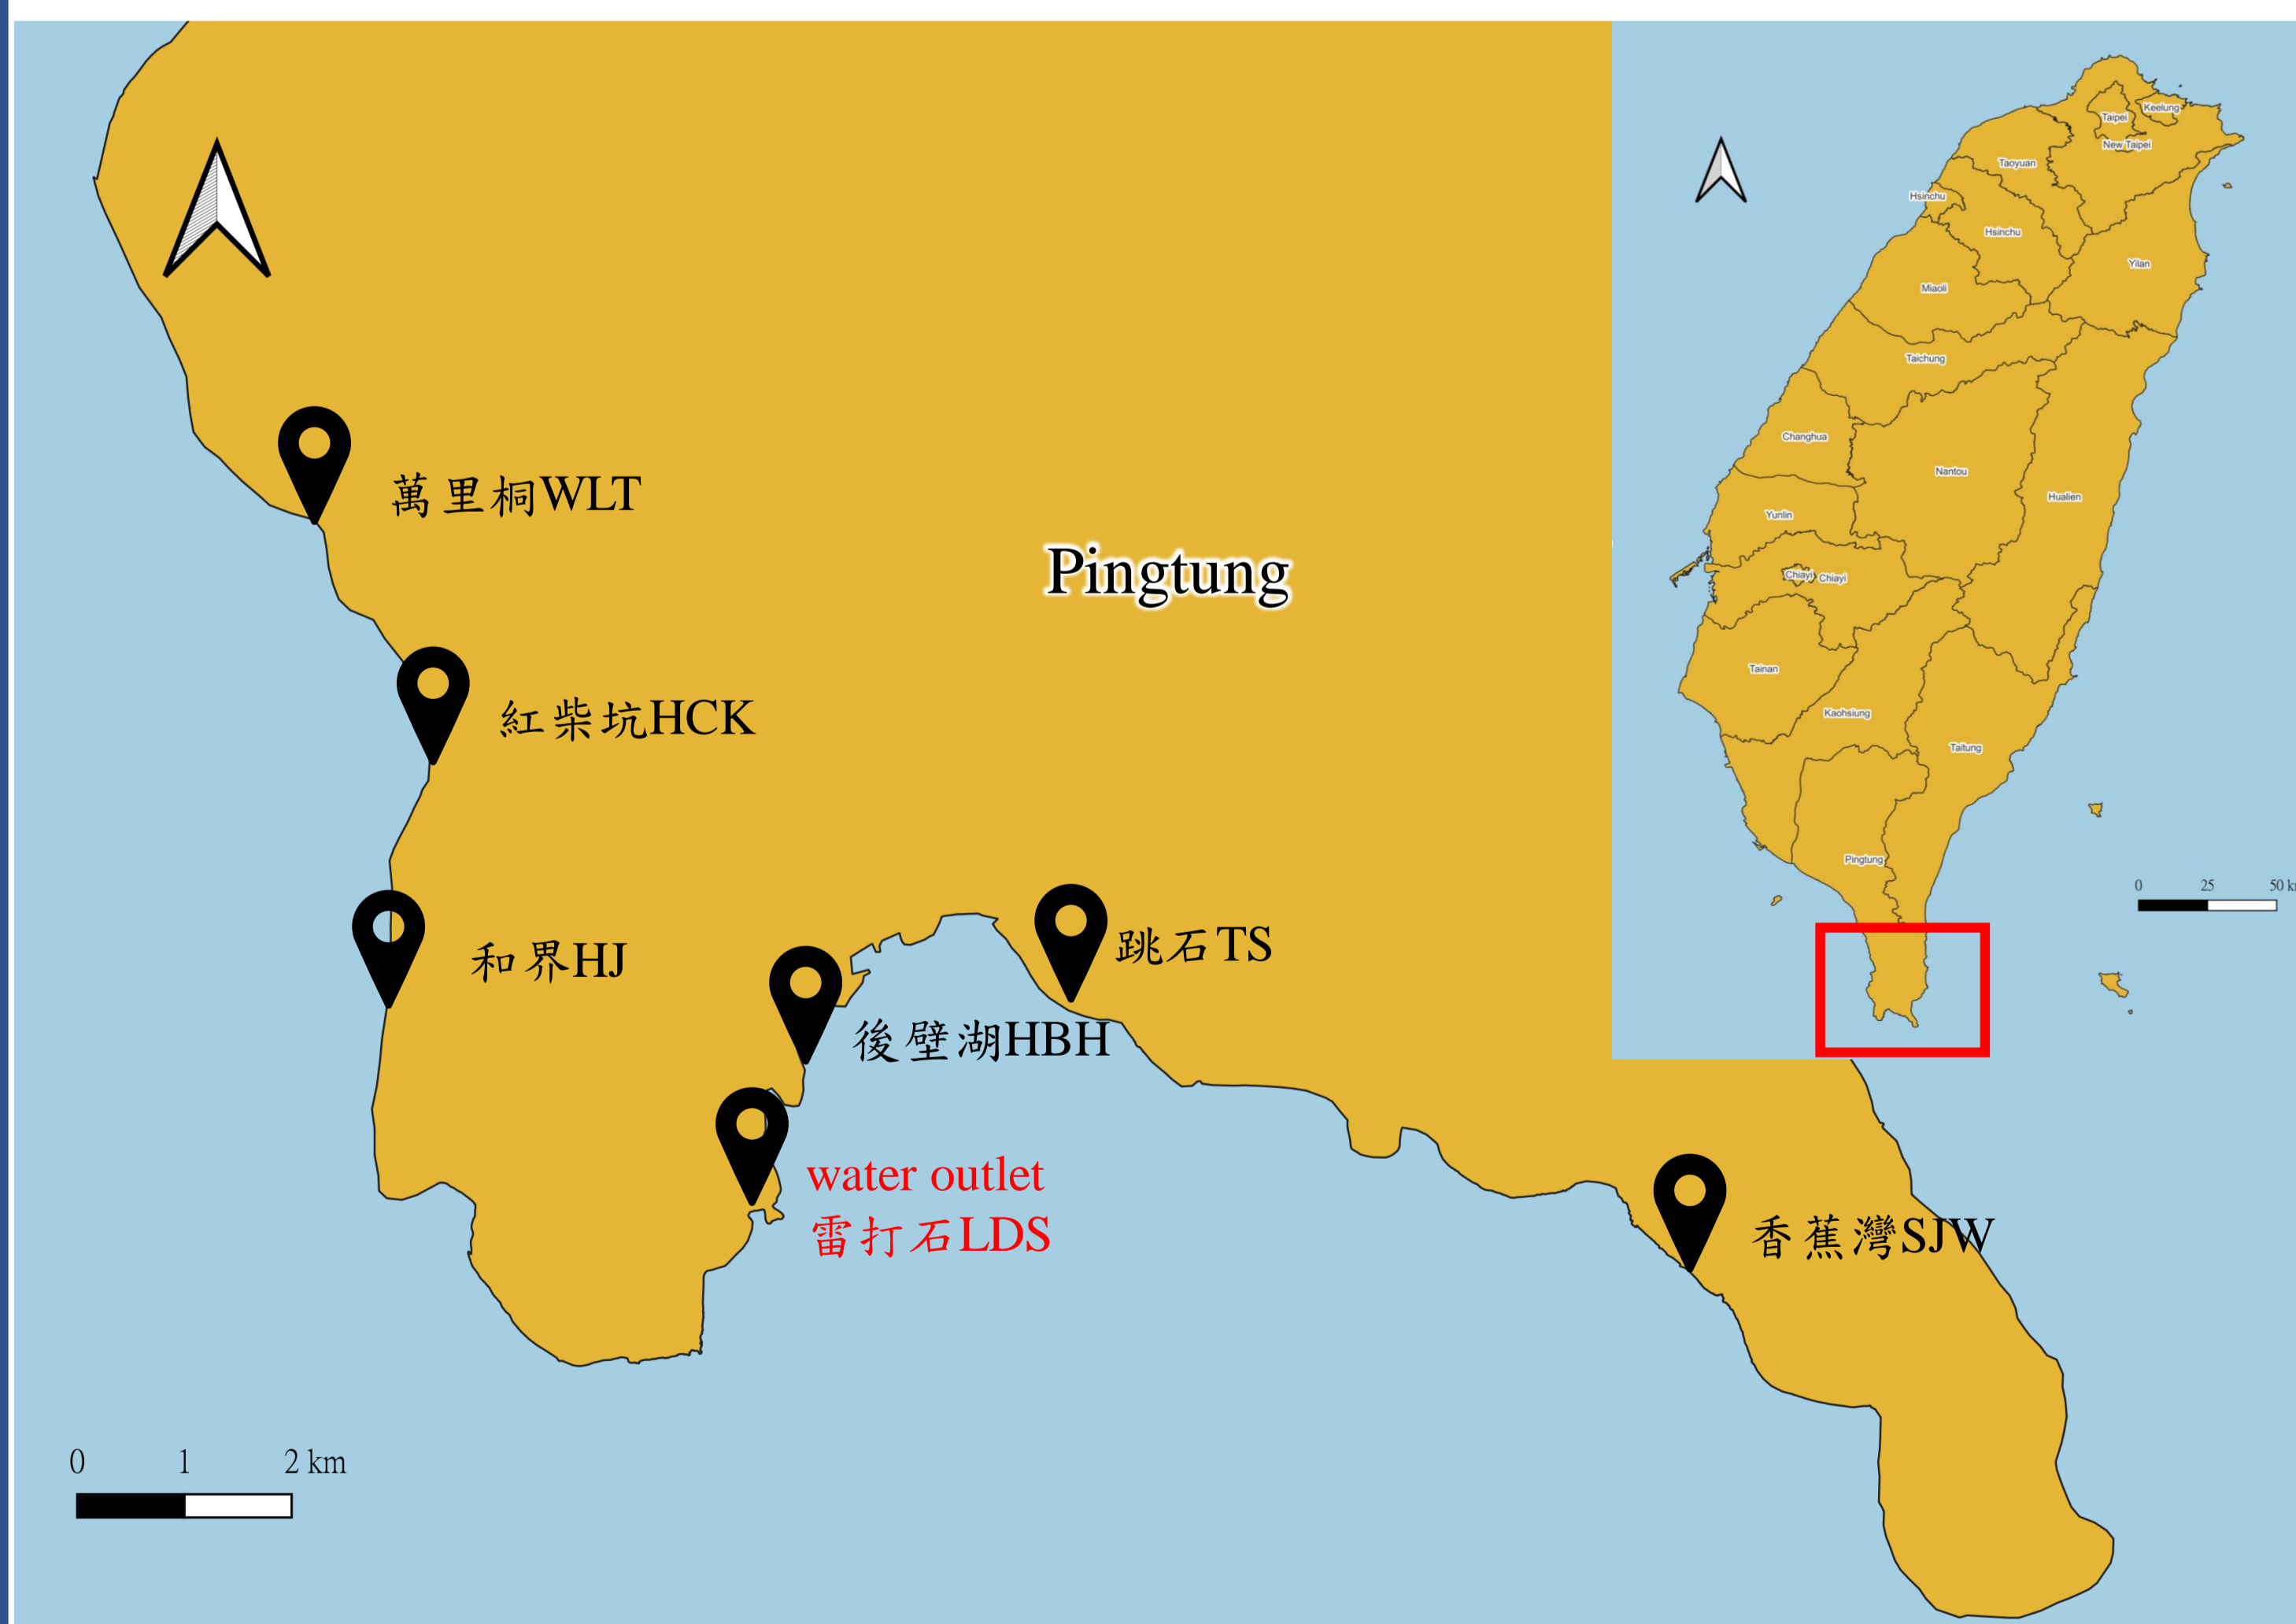 萬里桐WLT
Pingtung
紅柴坑HCK
和界HJ
後壁湖HBH
跳石TS
water outlet
雷打石LDS
香蕉灣SJW
0 1 2 km
Taipei
Keelung
New Taipei
Taoyuan
Hsinchu
Hsinchu
Yilan
Miaoli
Taichung
Changhua
Nantou
Hualien
Yunlin
Chiayi
Chiayi
Tainan
Kaohsiung
Taitung
Pingtung
0 25 50 k